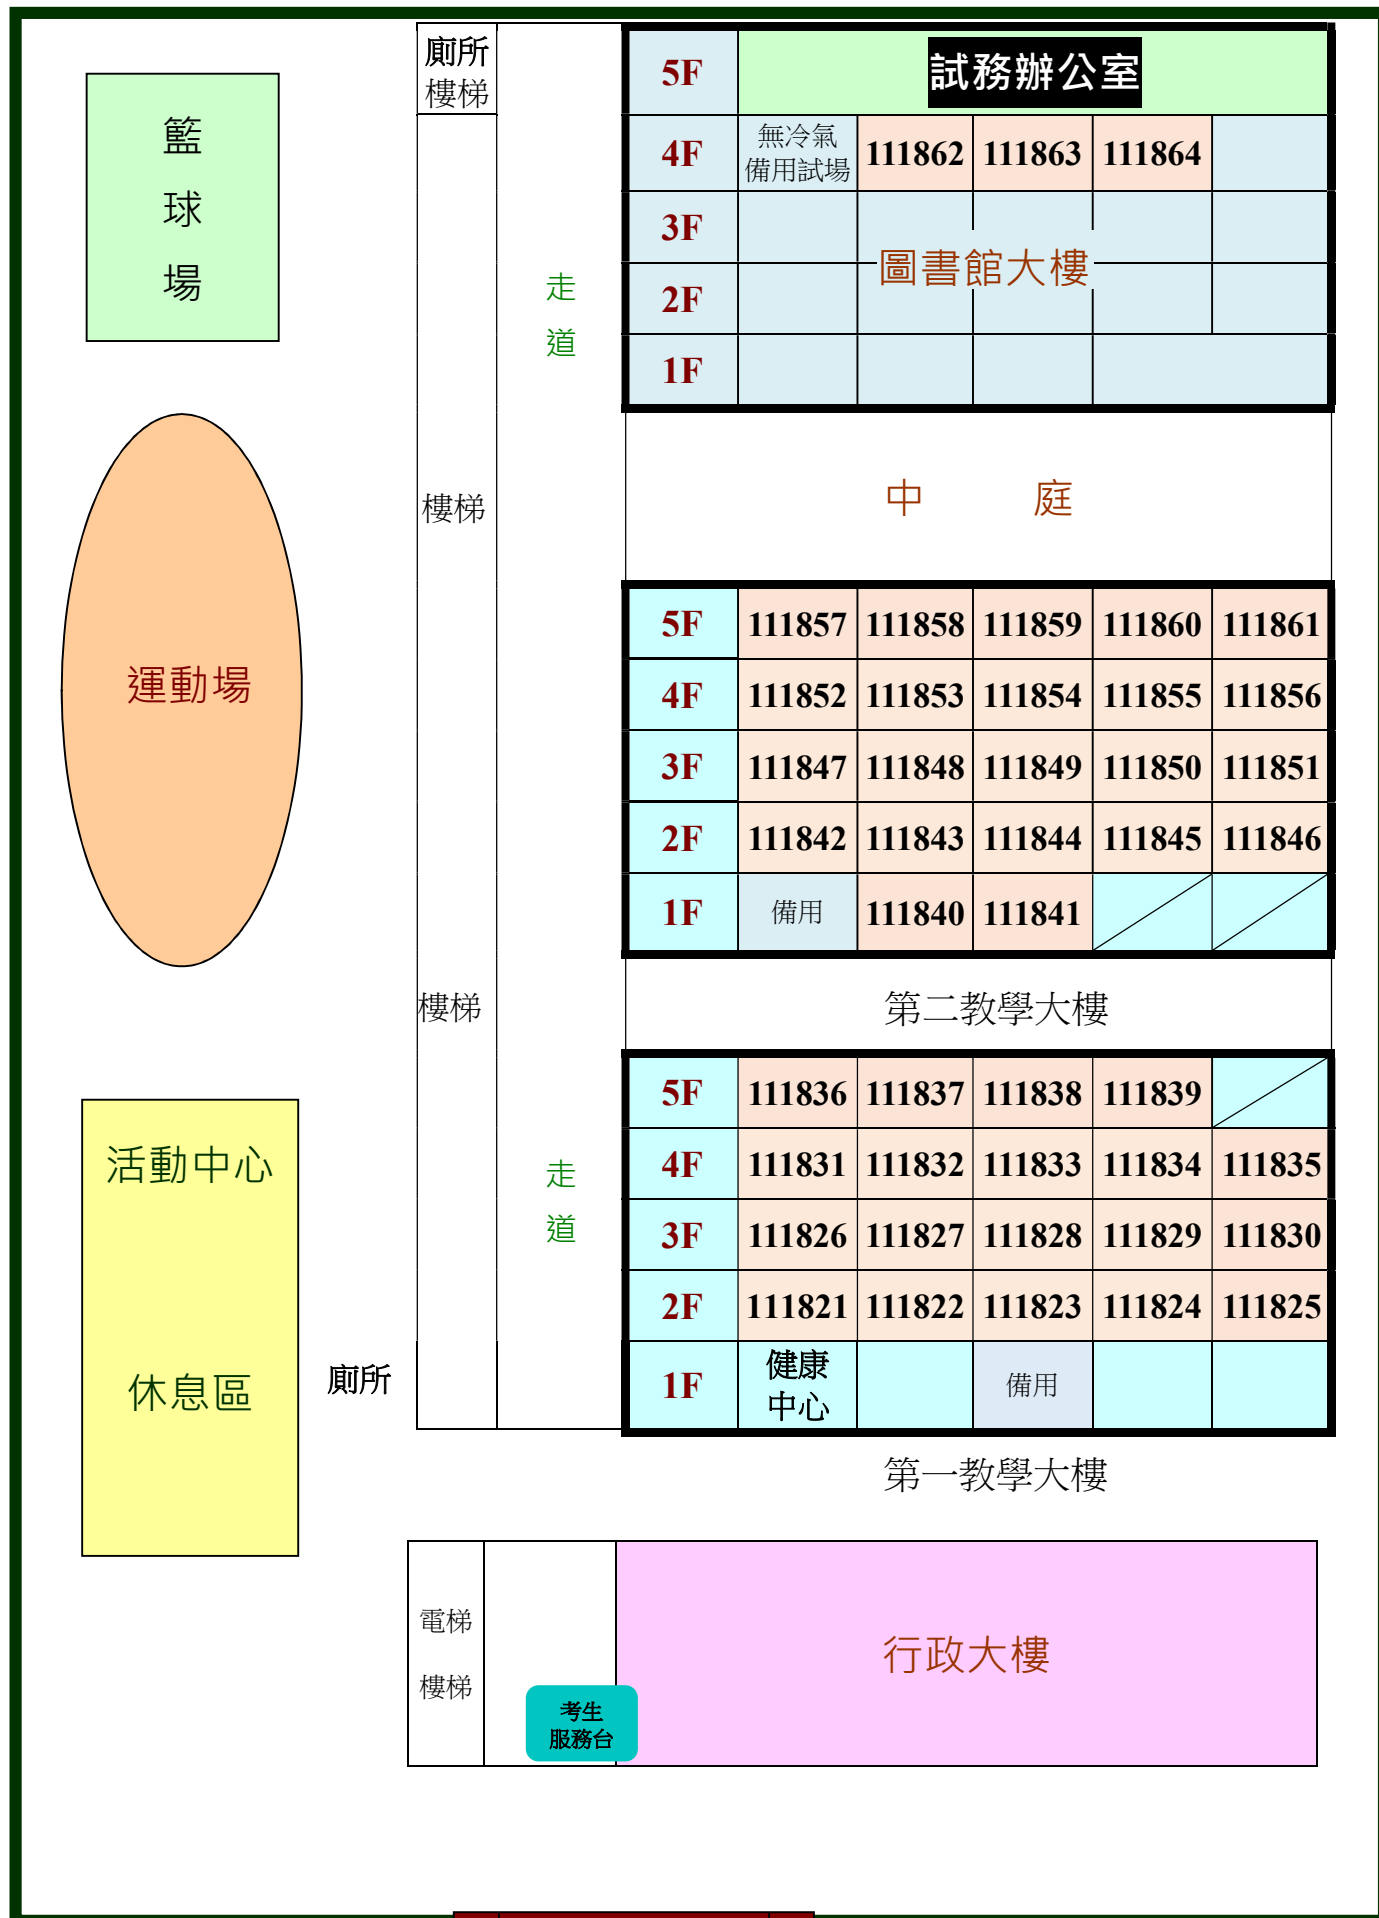 廁所
樓梯
5F 試務辦公室
籃
球
場
4F 無冷氣
備用試場 111862 111863 111864
3F
圖書館大樓
2F
1F
走
道
樓梯
中 庭
運動場
5F 111857 111858 111859 111860 111861
4F 111852 111853 111854 111855 111856
3F 111847 111848 111849 111850 111851
2F 111842 111843 111844 111845 111846
1F 備用 111840 111841
樓梯
第二教學大樓
5F 111836 111837 111838 111839
4F 111831 111832 111833 111834 111835
3F 111826 111827 111828 111829 111830
2F 111821 111822 111823 111824 111825
1F 健康
中心 備用
走
道
活動中心
休息區
廁所
第一教學大樓
電梯
樓梯
行政大樓
考生
服務台